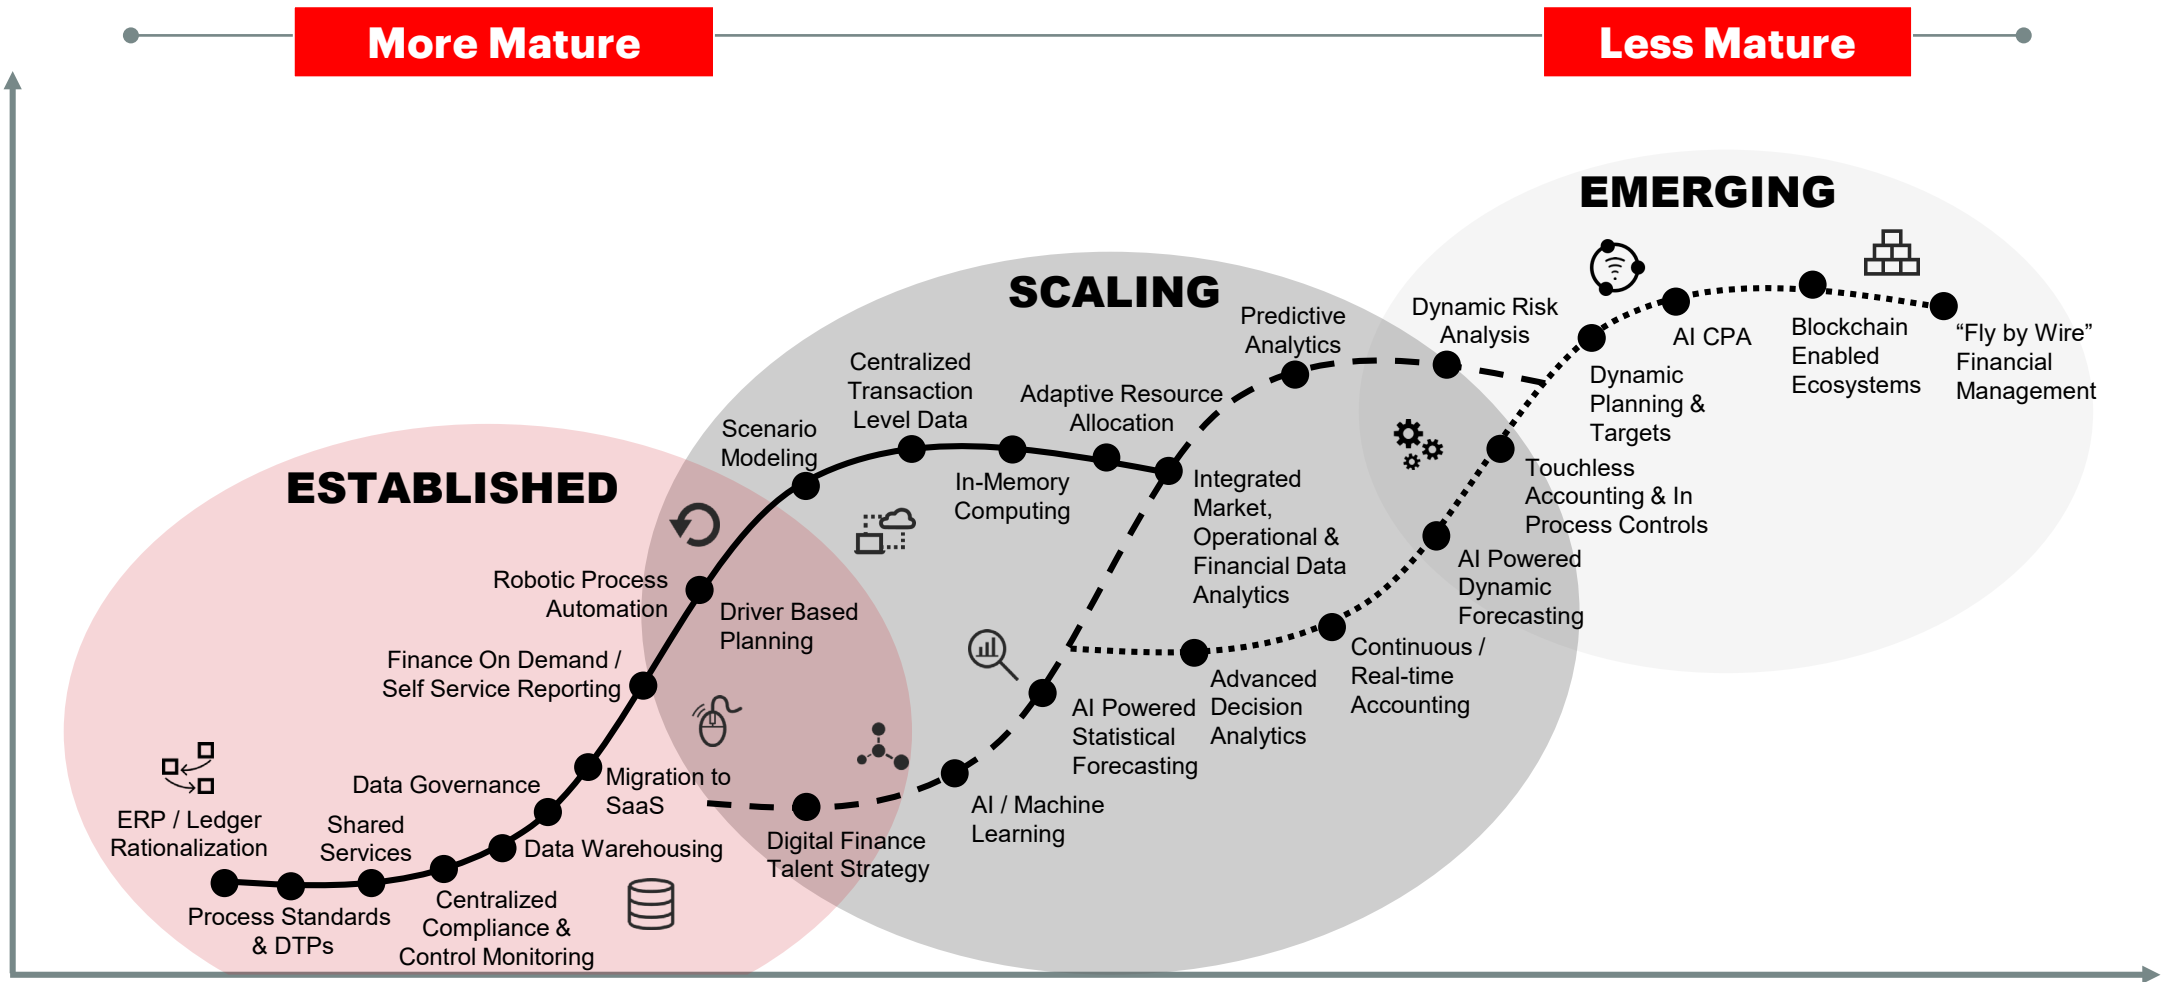 More Mature
Less Mature
EMERGING
SCALING
ESTABLISHED
ERP / Ledger
Rationalization
Process Standards
& DTPs
Shared
Services
Centralized
Compliance &
Control Monitoring
Data Warehousing
Data Governance
Migration to
SaaS
Finance On Demand /
Self Service Reporting
Robotic Process
Automation
Driver Based
Planning
Scenario
Modeling
Centralized
Transaction
Level Data
In-Memory
Computing
Adaptive Resource
Allocation
Integrated
Market,
Operational &
Financial Data
Analytics
Digital Finance
Talent Strategy
AI / Machine
Learning
AI Powered
Statistical
Forecasting
Predictive
Analytics
Dynamic Risk
Analysis
Advanced
Decision
Analytics
Continuous /
Real-time
Accounting
AI Powered
Dynamic
Forecasting
Touchless
Accounting & In
Process Controls
Dynamic
Planning &
Targets
AI CPA
Blockchain
Enabled
Ecosystems
“Fly by Wire”
Financial
Management